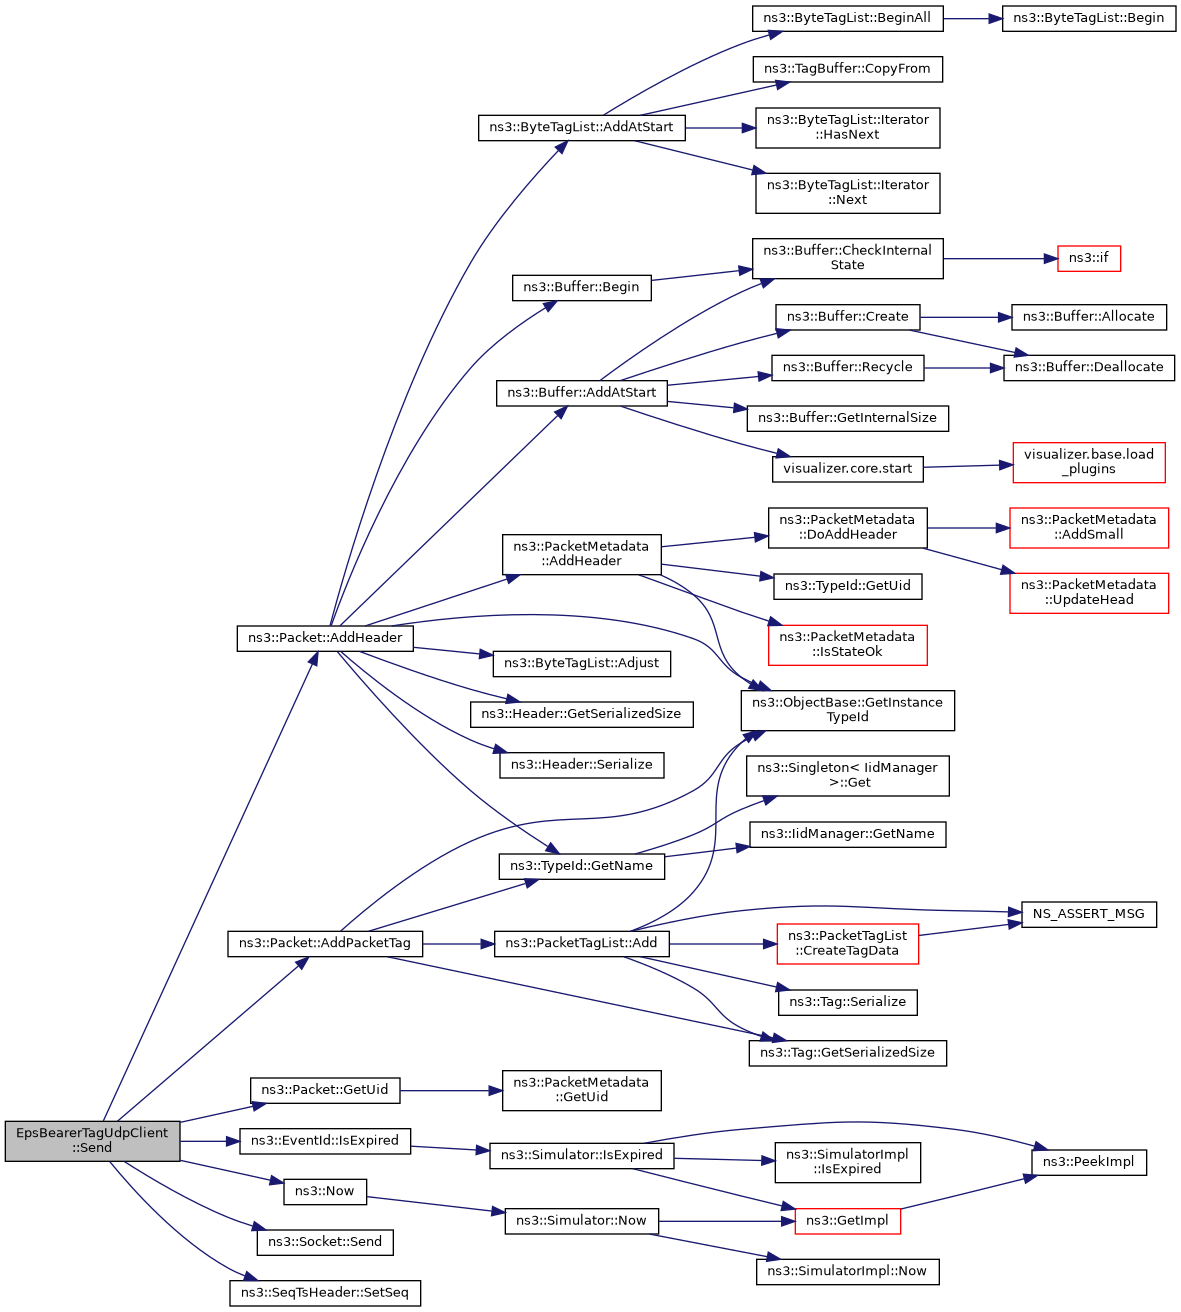 ns3::ByteTagList::BeginAll
ns3::ByteTagList::Begin
ns3::TagBuffer::CopyFrom
ns3::ByteTagList::AddAtStart
ns3::ByteTagList::Iterator
::HasNext
ns3::ByteTagList::Iterator
::Next
ns3::Buffer::CheckInternal
State
ns3::if
ns3::Buffer::Begin
ns3::Buffer::Create
ns3::Buffer::Allocate
ns3::Buffer::Recycle
ns3::Buffer::Deallocate
ns3::Buffer::AddAtStart
ns3::Buffer::GetInternalSize
visualizer.core.start
visualizer.base.load
_plugins
ns3::PacketMetadata
::DoAddHeader
ns3::PacketMetadata
::AddSmall
ns3::PacketMetadata
::AddHeader
ns3::TypeId::GetUid
ns3::PacketMetadata
::UpdateHead
ns3::Packet::AddHeader
ns3::PacketMetadata
::IsStateOk
ns3::ByteTagList::Adjust
ns3::Header::GetSerializedSize
ns3::ObjectBase::GetInstance
TypeId
ns3::Header::Serialize
ns3::Singleton< IidManager
>::Get
ns3::IidManager::GetName
ns3::TypeId::GetName
NS_ASSERT_MSG
ns3::Packet::AddPacketTag
ns3::PacketTagList::Add
ns3::PacketTagList
::CreateTagData
ns3::Tag::Serialize
ns3::Tag::GetSerializedSize
ns3::Packet::GetUid
ns3::PacketMetadata
::GetUid
EpsBearerTagUdpClient
::Send
ns3::EventId::IsExpired
ns3::Simulator::IsExpired
ns3::SimulatorImpl
::IsExpired
ns3::PeekImpl
ns3::Now
ns3::Simulator::Now
ns3::GetImpl
ns3::Socket::Send
ns3::SimulatorImpl::Now
ns3::SeqTsHeader::SetSeq